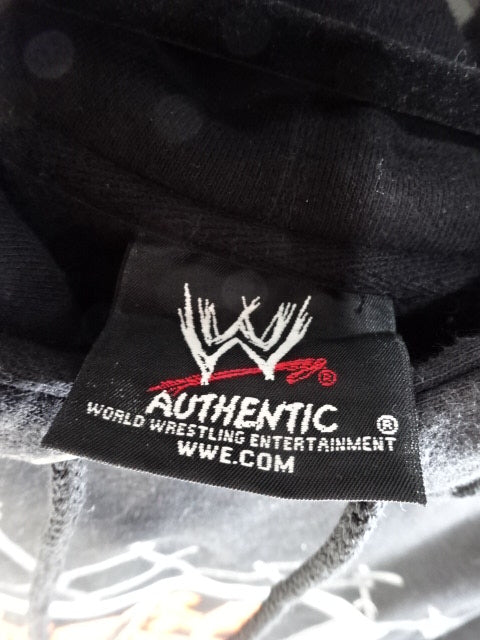 W ®
AUTHENTIC ®
WORLD WRESTLING ENTERTAINMENT
WWE.COM